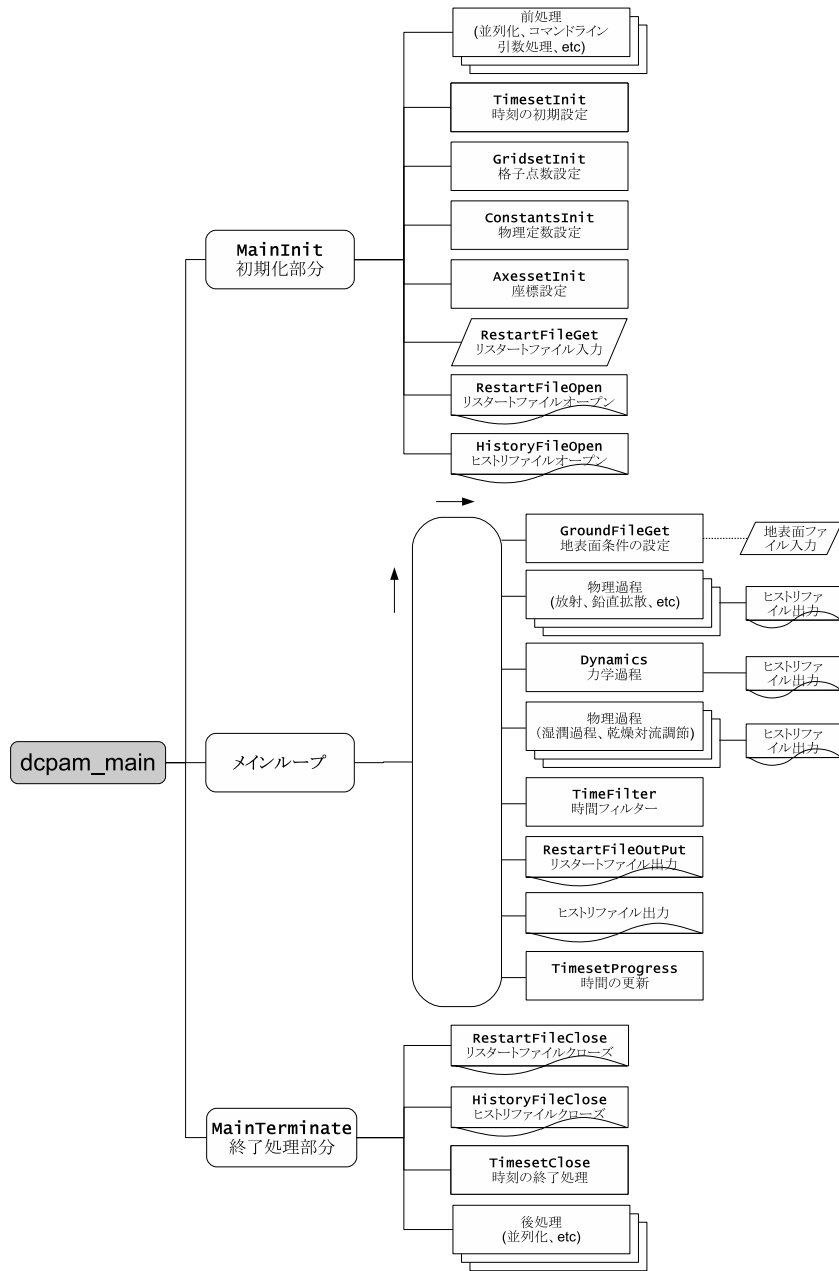 前処理
(並列化、コマンドライン
引数処理、etc)
TimesetInit
時刻の初期設定
GridsetInit
格子点数設定
ConstantsInit
物理定数設定
MainInit
初期化部分
AxessetInit
座標設定
RestartFileGet
リスタートファイル入力
RestartFileOpen
リスタートファイルオープン
HistoryFileOpen
ヒストリファイルオープン
GroundFileGet
地表面条件の設定
地表面ファ
イル入力
物理過程
(放射、鉛直拡散、etc)
ヒストリファ
イル出力
Dynamics
力学過程
ヒストリファ
イル出力
物理過程
(湿潤過程、乾燥対流調節)
ヒストリファ
イル出力
dcpam_main
メインループ
TimeFilter
時間フィルター
RestartFileOutPut
リスタートファイル出力
ヒストリファイル出力
TimesetProgress
時間の更新
RestartFileClose
リスタートファイルクローズ
HistoryFileClose
ヒストリファイルクローズ
MainTerminate
終了処理部分
TimesetClose
時刻の終了処理
後処理
(並列化、etc)